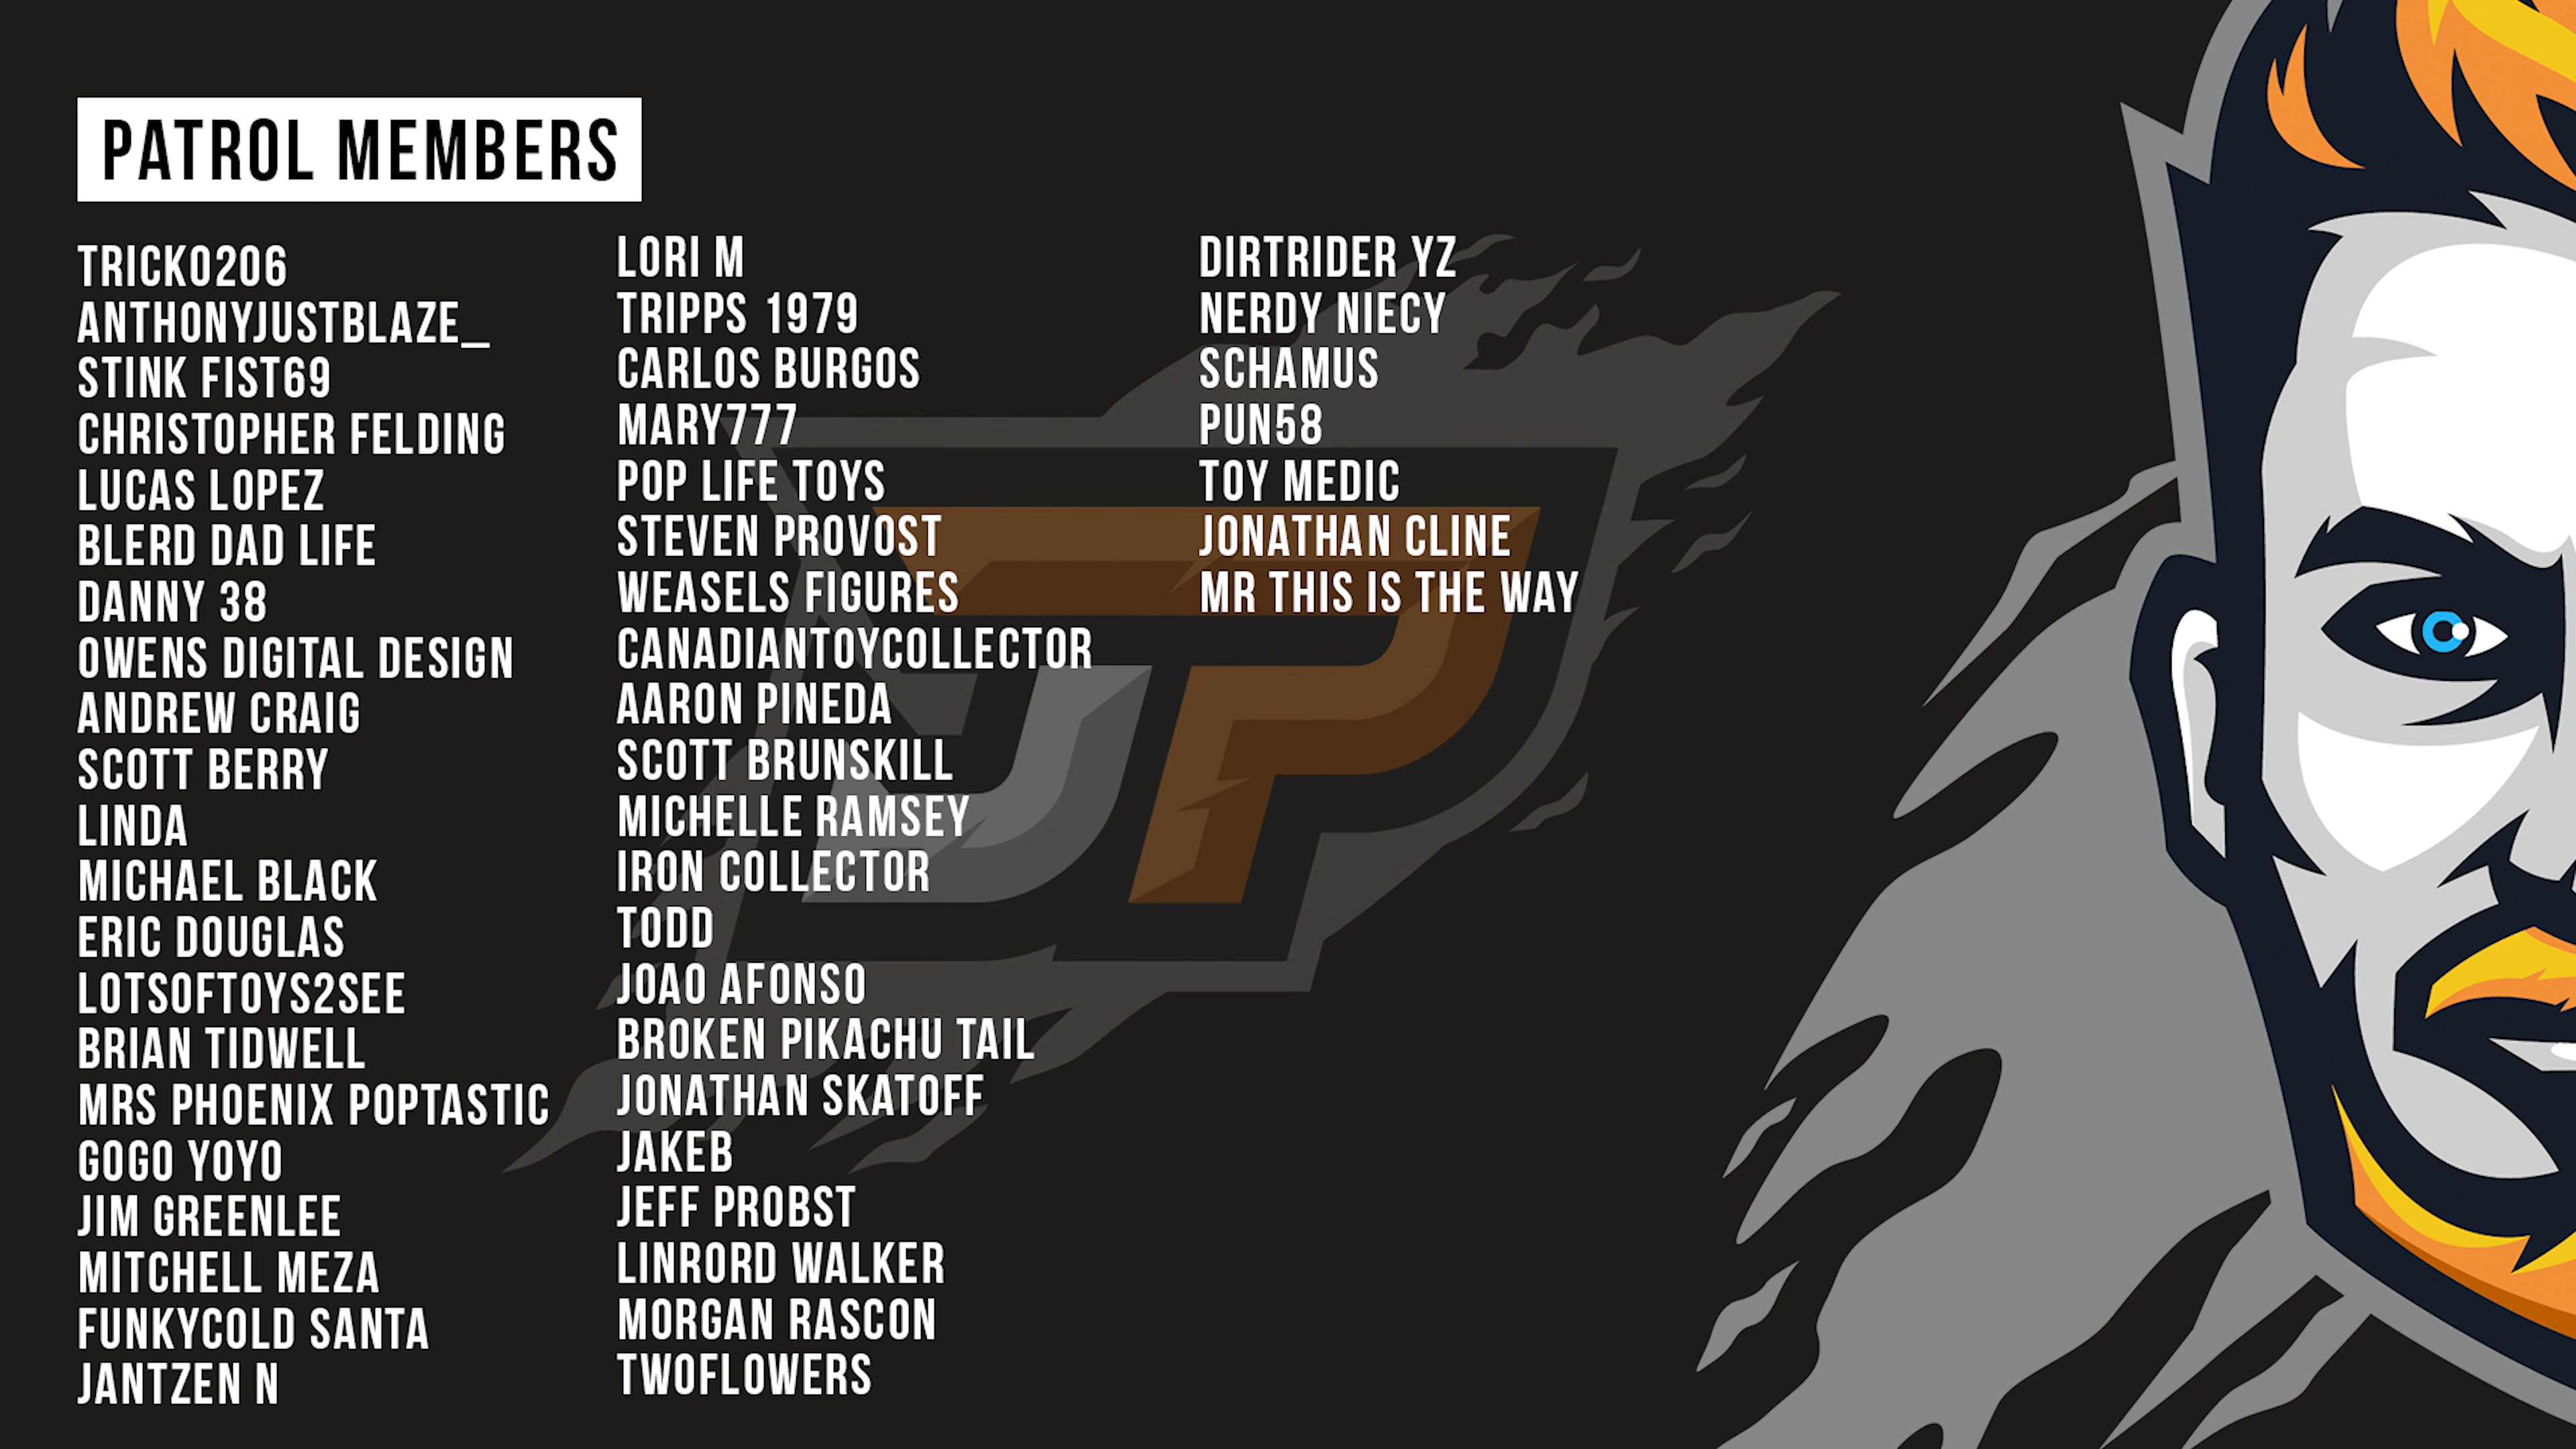 PATROL MEMBERS
TRICK0206
ANTHONYJUSTBLAZE_
STINK FIST69
CHRISTOPHER FELDING
LUCAS LOPEZ
BLERD DAD LIFE
DANNY 38
OWENS DIGITAL DESIGN
ANDREW CRAIG
SCOTT BERRY
LINDA
MICHAEL BLACK
ERIC DOUGLAS
LOTSOFTOYS2SEE
BRIAN TIDWELL
MRS PHOENIX POPTASTIC
GOGO YOYO
JIM GREENLEE
MITCHELL MEZA
FUNKYCOLD SANTA
JANTZEN N
LORI M
TRIPPS 1979
CARLOS BURGOS
MARY777
POP LIFE TOYS
STEVEN PROVOST
WEASELS FIGURES
CANADIANTOYCOLLECTOR
AARON PINEDA
SCOTT BRUNSKILL
MICHELLE RAMSEY
IRON COLLECTOR
TODD
JOAO AFONSO
BROKEN PIKACHU TAIL
JONATHAN SKATOFF
JAKEB
JEFF PROBST
LINRORD WALKER
MORGAN RASCON
TWOFLOWERS
DIRTRIDER YZ
NERDY NIECY
SCHAMUS
PUN58
TOY MEDIC
JONATHAN CLINE
MR THIS IS THE WAY
JP